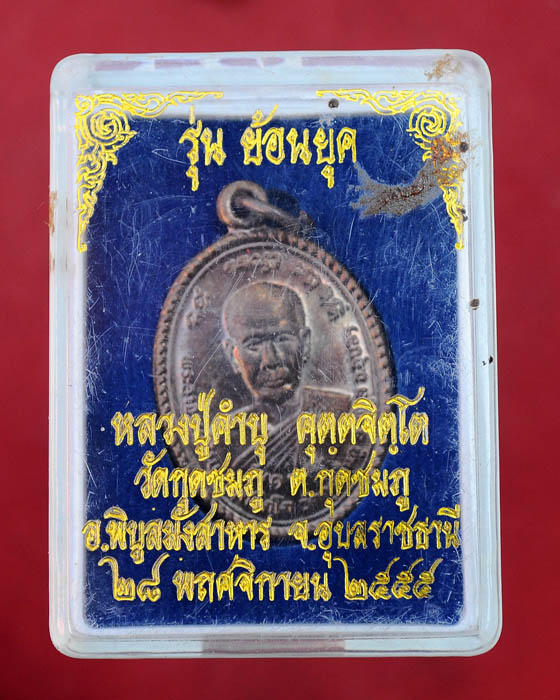 รุ่น ย้อนยุค
หลวงปู่คำบุ คุตฺตจิตฺโต
วัดกุดชมภู ต.กุดชมภู
อ.พิบูลมังสาหาร จ.อุบลราชธานี
๒๘ พฤศจิกายน ๒๕๕๕